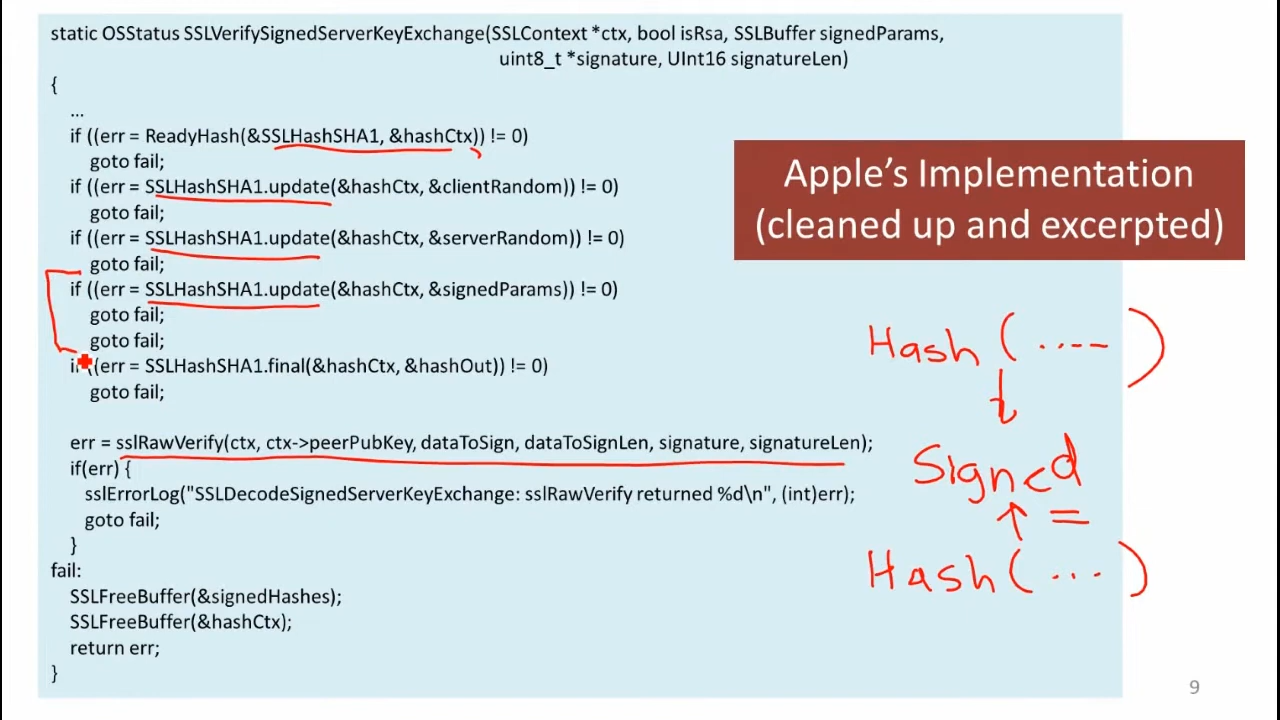 static OSStatus SSLVerifySignedServerKeyExchange(SSLContext *ctx, bool isRsa, SSLBuffer signedParams,
uint8_t *signature, UInt16 signatureLen)
{
...
if ((err = ReadyHash(&SSLHashSHA1, &hashCtx)) != 0)
goto fail;
if ((err = SSLHashSHA1.update(&hashCtx, &clientRandom)) != 0)
goto fail;
if ((err = SSLHashSHA1.update(&hashCtx, &serverRandom)) != 0)
goto fail;
if ((err = SSLHashSHA1.update(&hashCtx, &signedParams)) != 0)
goto fail;
goto fail;
if ((err = SSLHashSHA1.final(&hashCtx, &hashOut)) != 0)
goto fail;
err = sslRawVerify(ctx, ctx->peerPubKey, dataToSign, dataToSignLen, signature, signatureLen);
if(err) {
sslErrorLog("SSLDecodeSignedServerKeyExchange: sslRawVerify returned %d\n", (int)err);
goto fail;
}
fail:
SSLFreeBuffer(&signedHashes);
SSLFreeBuffer(&hashCtx);
return err;
}
Apple's Implementation
(cleaned up and excerpted)
Hash (....)
Signed
=
Hash (...)
9